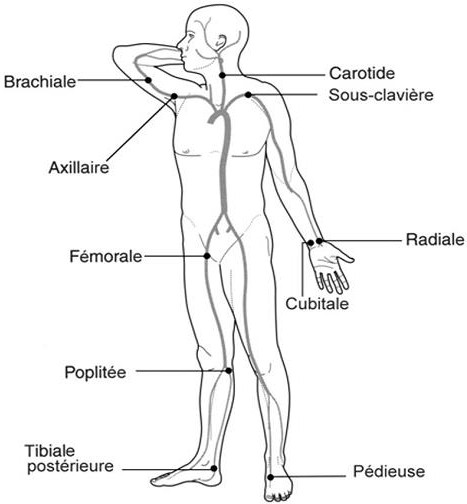 Carotide
Brachiale
Sous-clavière
Axillaire
Radiale
Fémorale
Cubitale
Poplitée
Tibiale
postérieure
Pédieuse